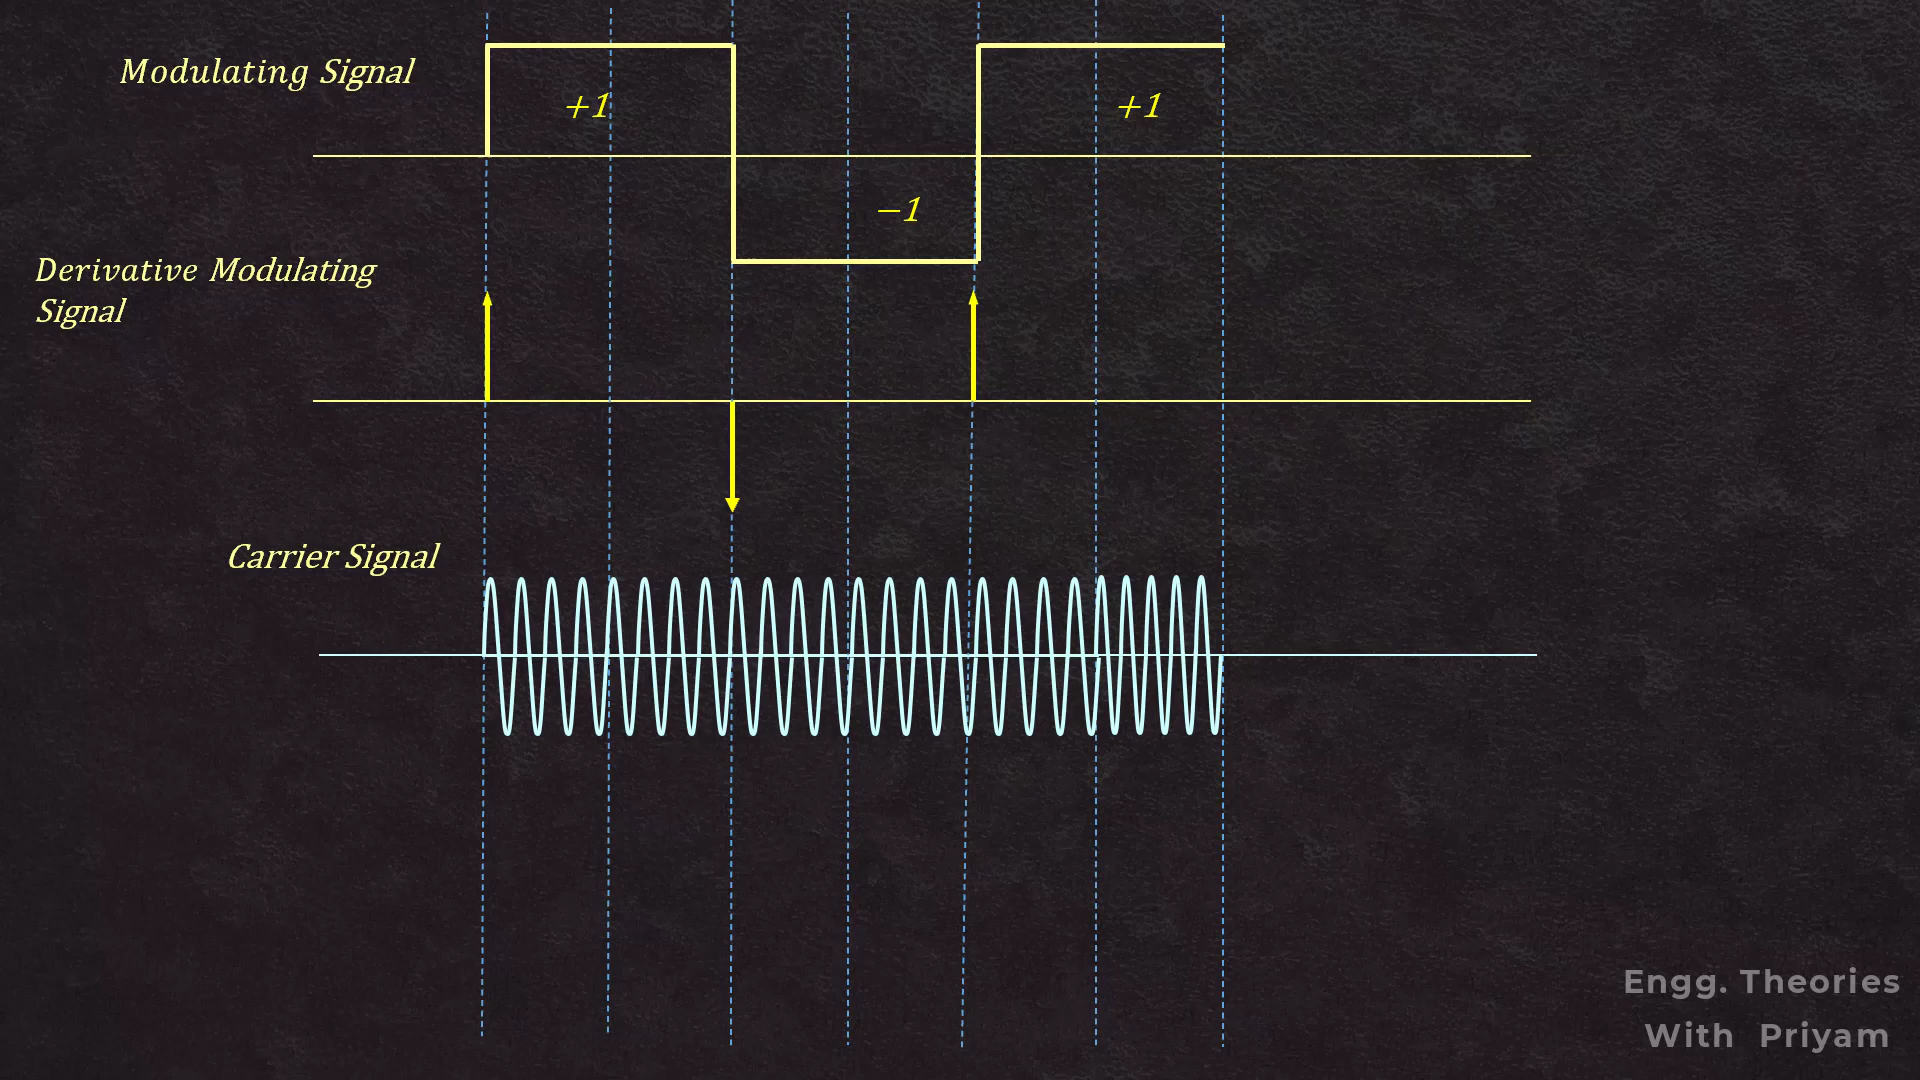 Modulating Signal
+1
+1
−1
Derivative Modulating
Signal
Carrier Signal
Engg. Theories
With Priyam